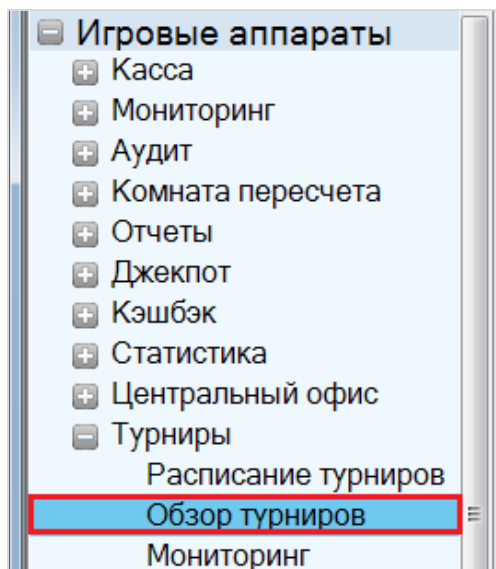 Игровые аппараты
Касса
Мониторинг
Аудит
Комната пересчета
Отчеты
Джекпот
Кэшбэк
Статистика
Центральный офис
Турниры
Расписание турниров
Обзор турниров
Мониторинг